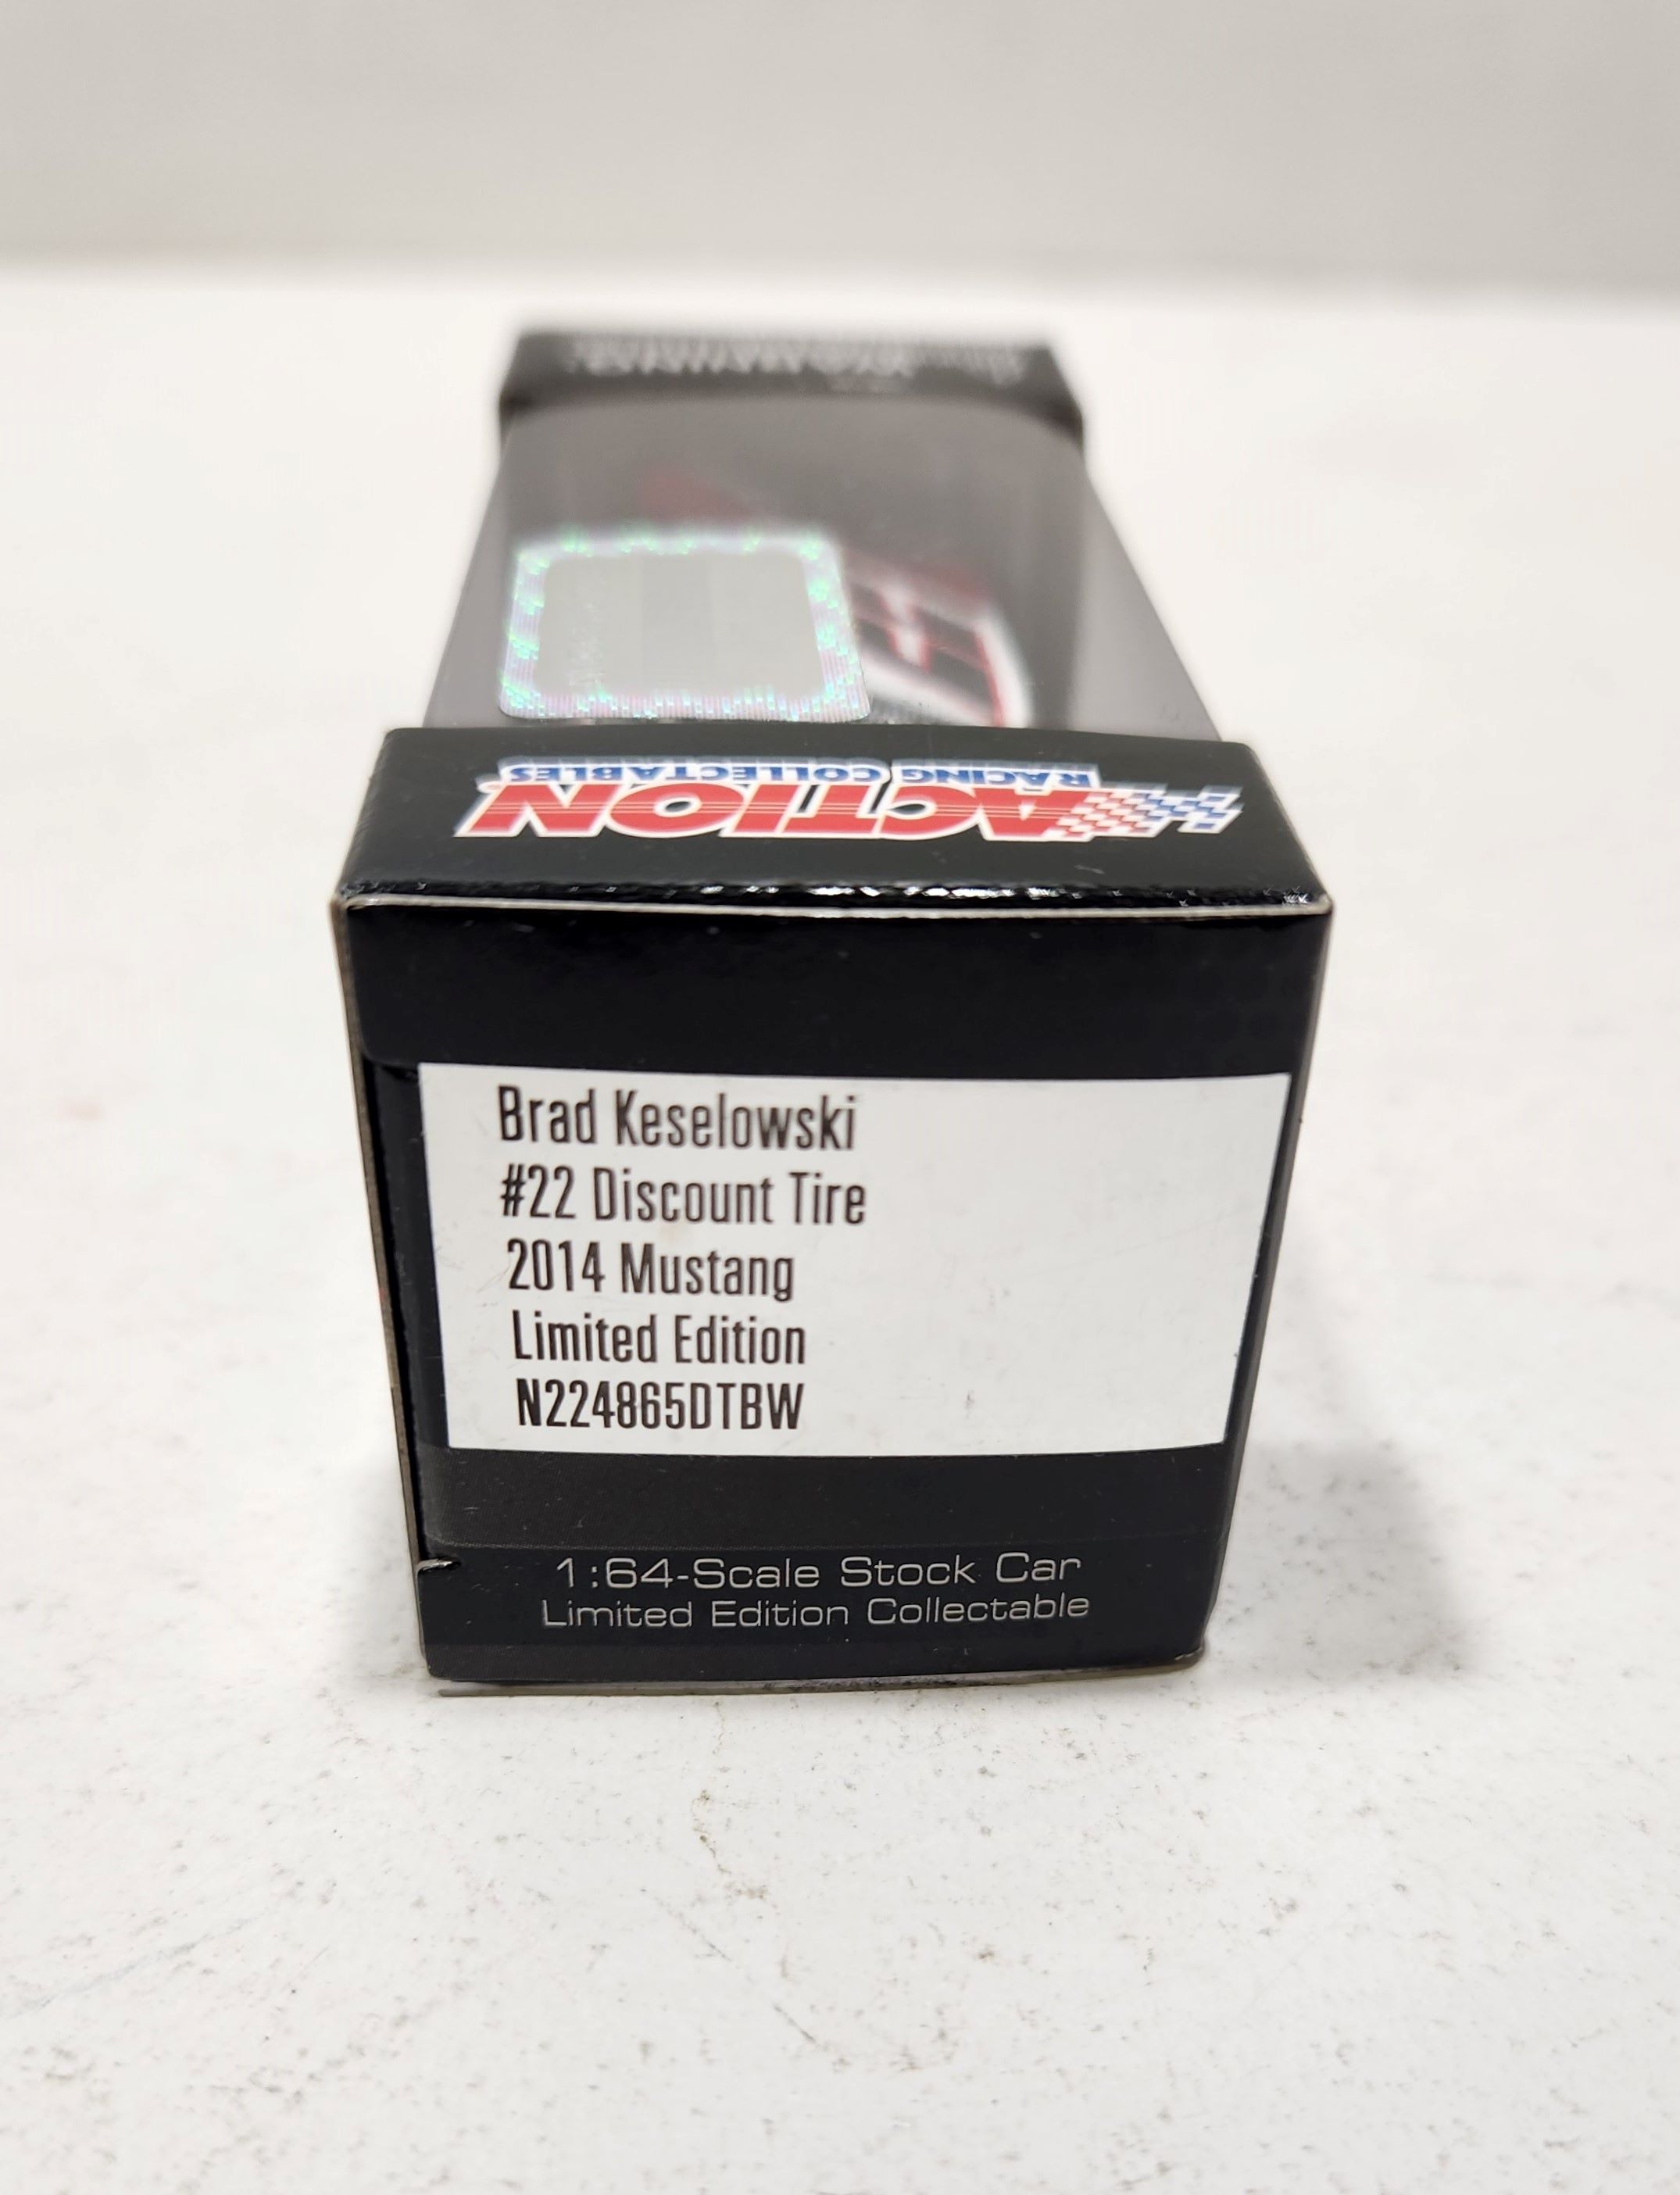 WARNING:
ACTION
RACING COLLECTABLES
Brad Keselowski
#22 Discount Tire
2014 Mustang
Limited Edition
N224865DTBW
1:64-Scale Stock Car
Limited Edition Collectable